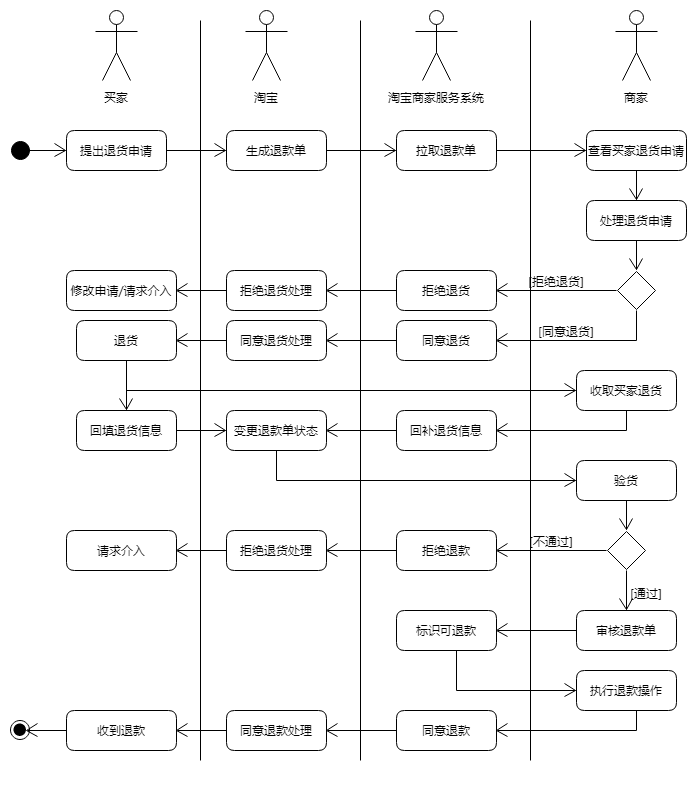 买家
淘宝
淘宝商家服务系统
商家
提出退货申请
生成退款单
拉取退款单
查看买家退货申请
处理退货申请
[拒绝退货]
修改申请/请求介入
拒绝退货处理
拒绝退货
[同意退货]
退货
同意退货处理
同意退货
收取买家退货
回填退货信息
变更退款单状态
回补退货信息
验货
[不通过]
请求介入
拒绝退货处理
拒绝退款
[通过]
标识可退款
审核退款单
执行退款操作
收到退款
同意退款处理
同意退款